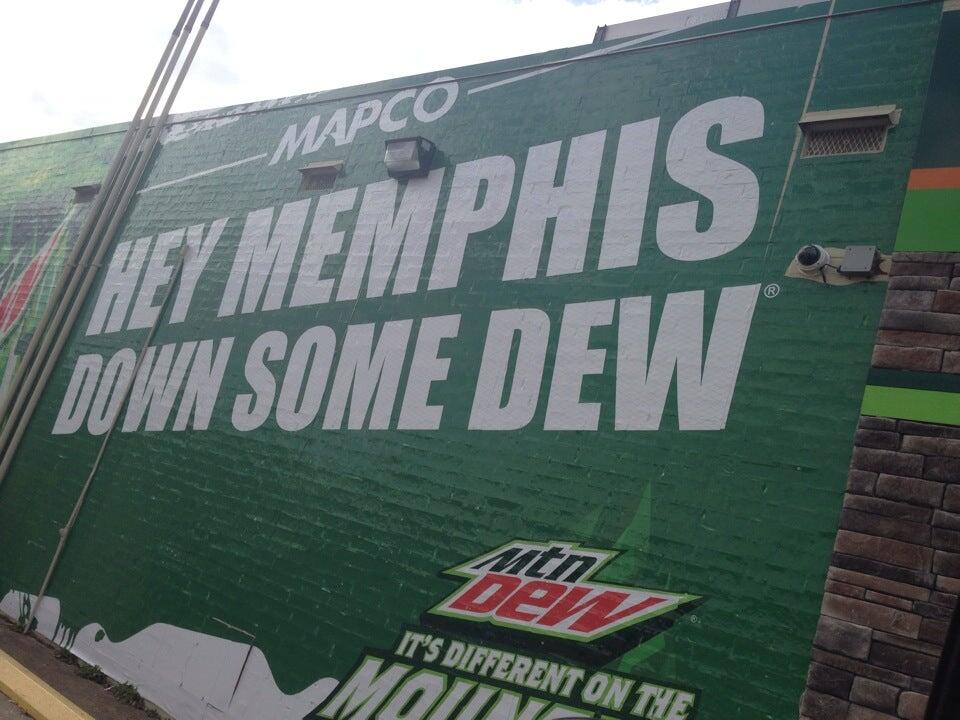 MAPCO
HEY MEMPHIS
DOWN SOME DEW®
Mtn
Dew®
IT'S DIFFERENT ON THE